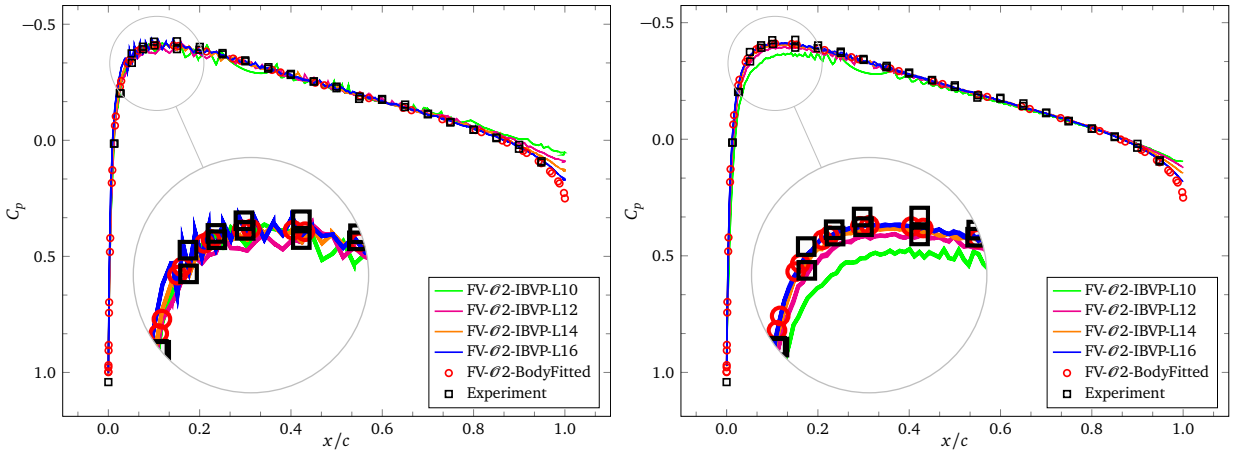 −0.5
0.0
0.5
1.0
C_p
0.0 0.2 0.4 0.6 0.8 1.0
x/c
FV-𝒪2-IBVP-L10
FV-𝒪2-IBVP-L12
FV-𝒪2-IBVP-L14
FV-𝒪2-IBVP-L16
FV-𝒪2-BodyFitted
Experiment
−0.5
0.0
0.5
1.0
C_p
0.0 0.2 0.4 0.6 0.8 1.0
x/c
FV-𝒪2-IBVP-L10
FV-𝒪2-IBVP-L12
FV-𝒪2-IBVP-L14
FV-𝒪2-IBVP-L16
FV-𝒪2-BodyFitted
Experiment